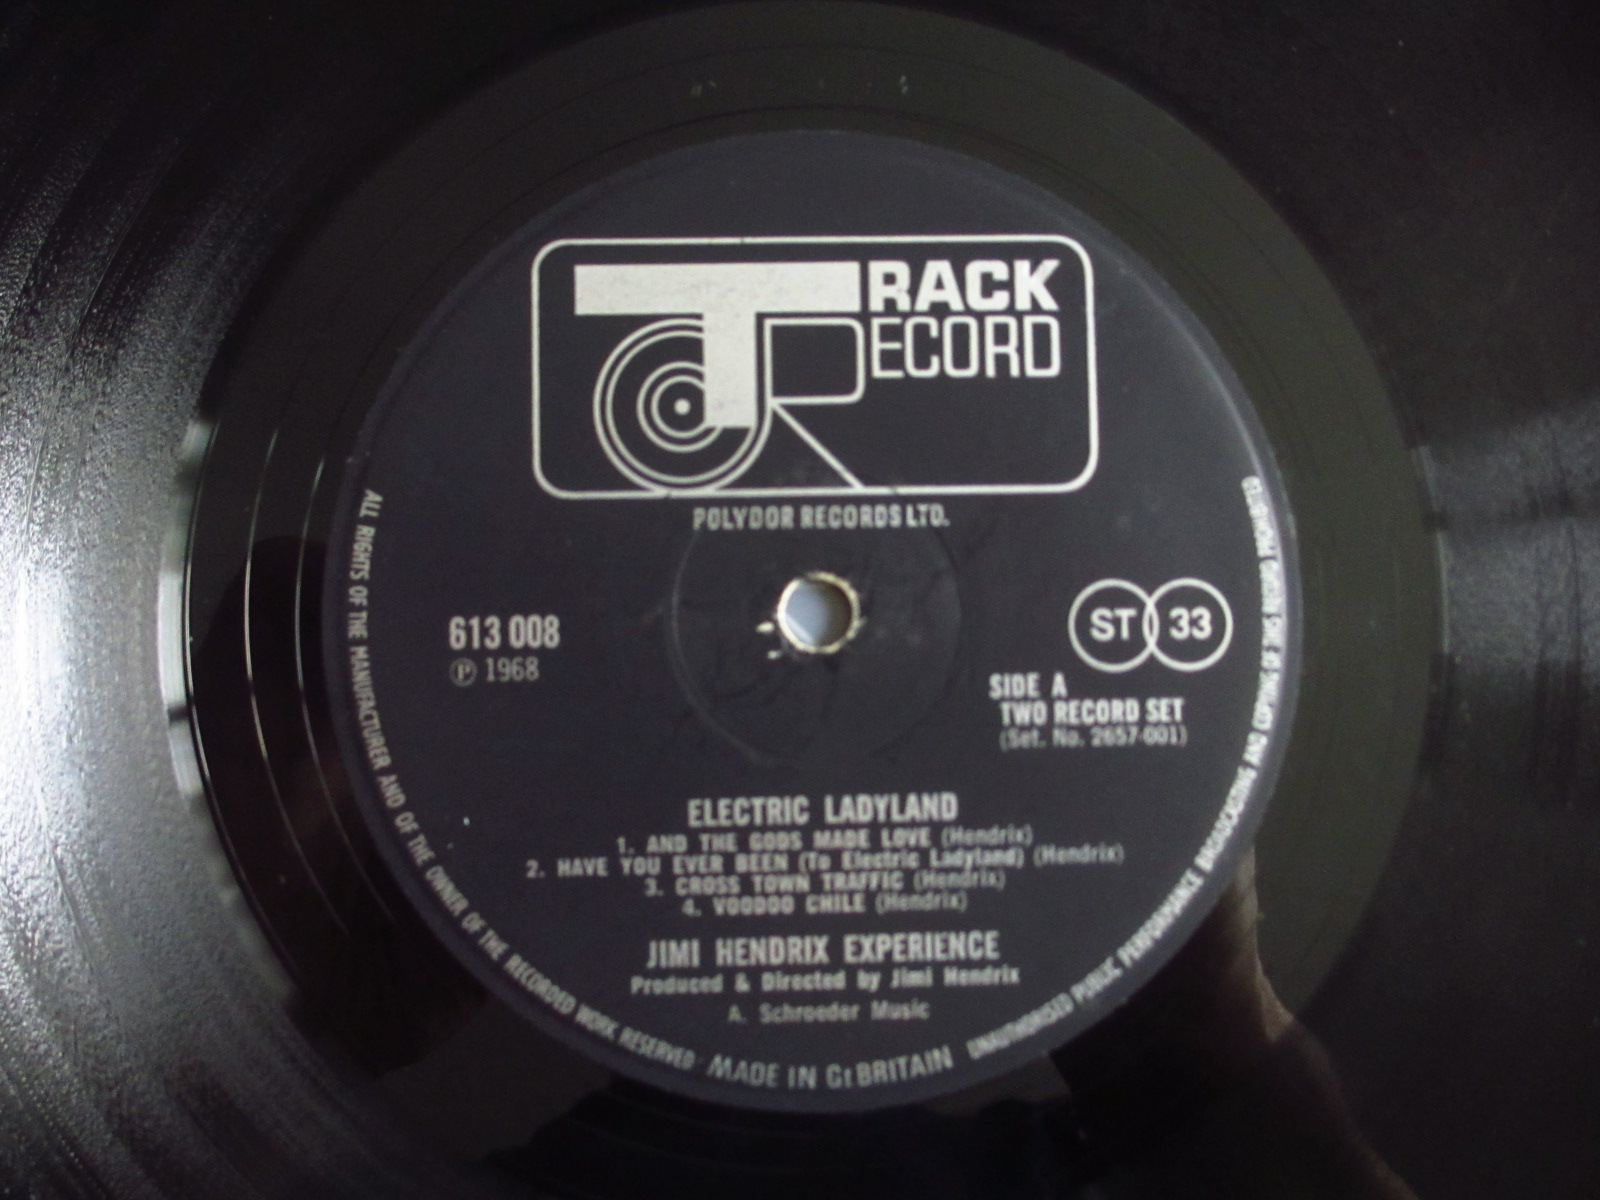 TRACK
RECORD
POLYDOR RECORDS LTD.
613 008
℗ 1968
ST 33
SIDE A
TWO RECORD SET
(Set. No. 2657-001)
ELECTRIC LADYLAND
1. AND THE GODS MADE LOVE (Hendrix)
2. HAVE YOU EVER BEEN (To Electric Ladyland) (Hendrix)
3. CROSS TOWN TRAFFIC (Hendrix)
4. VOODOO CHILE (Hendrix)
JIMI HENDRIX EXPERIENCE
Produced & Directed by Jimi Hendrix
A. Schroeder Music
ALL RIGHTS OF THE MANUFACTURER AND OF THE OWNER OF THE RECORDED WORK RESERVED
MADE IN Gt BRITAIN
UNAUTHORISED PUBLIC PERFORMANCE BROADCASTING AND COPYING OF THIS RECORD PROHIBITED